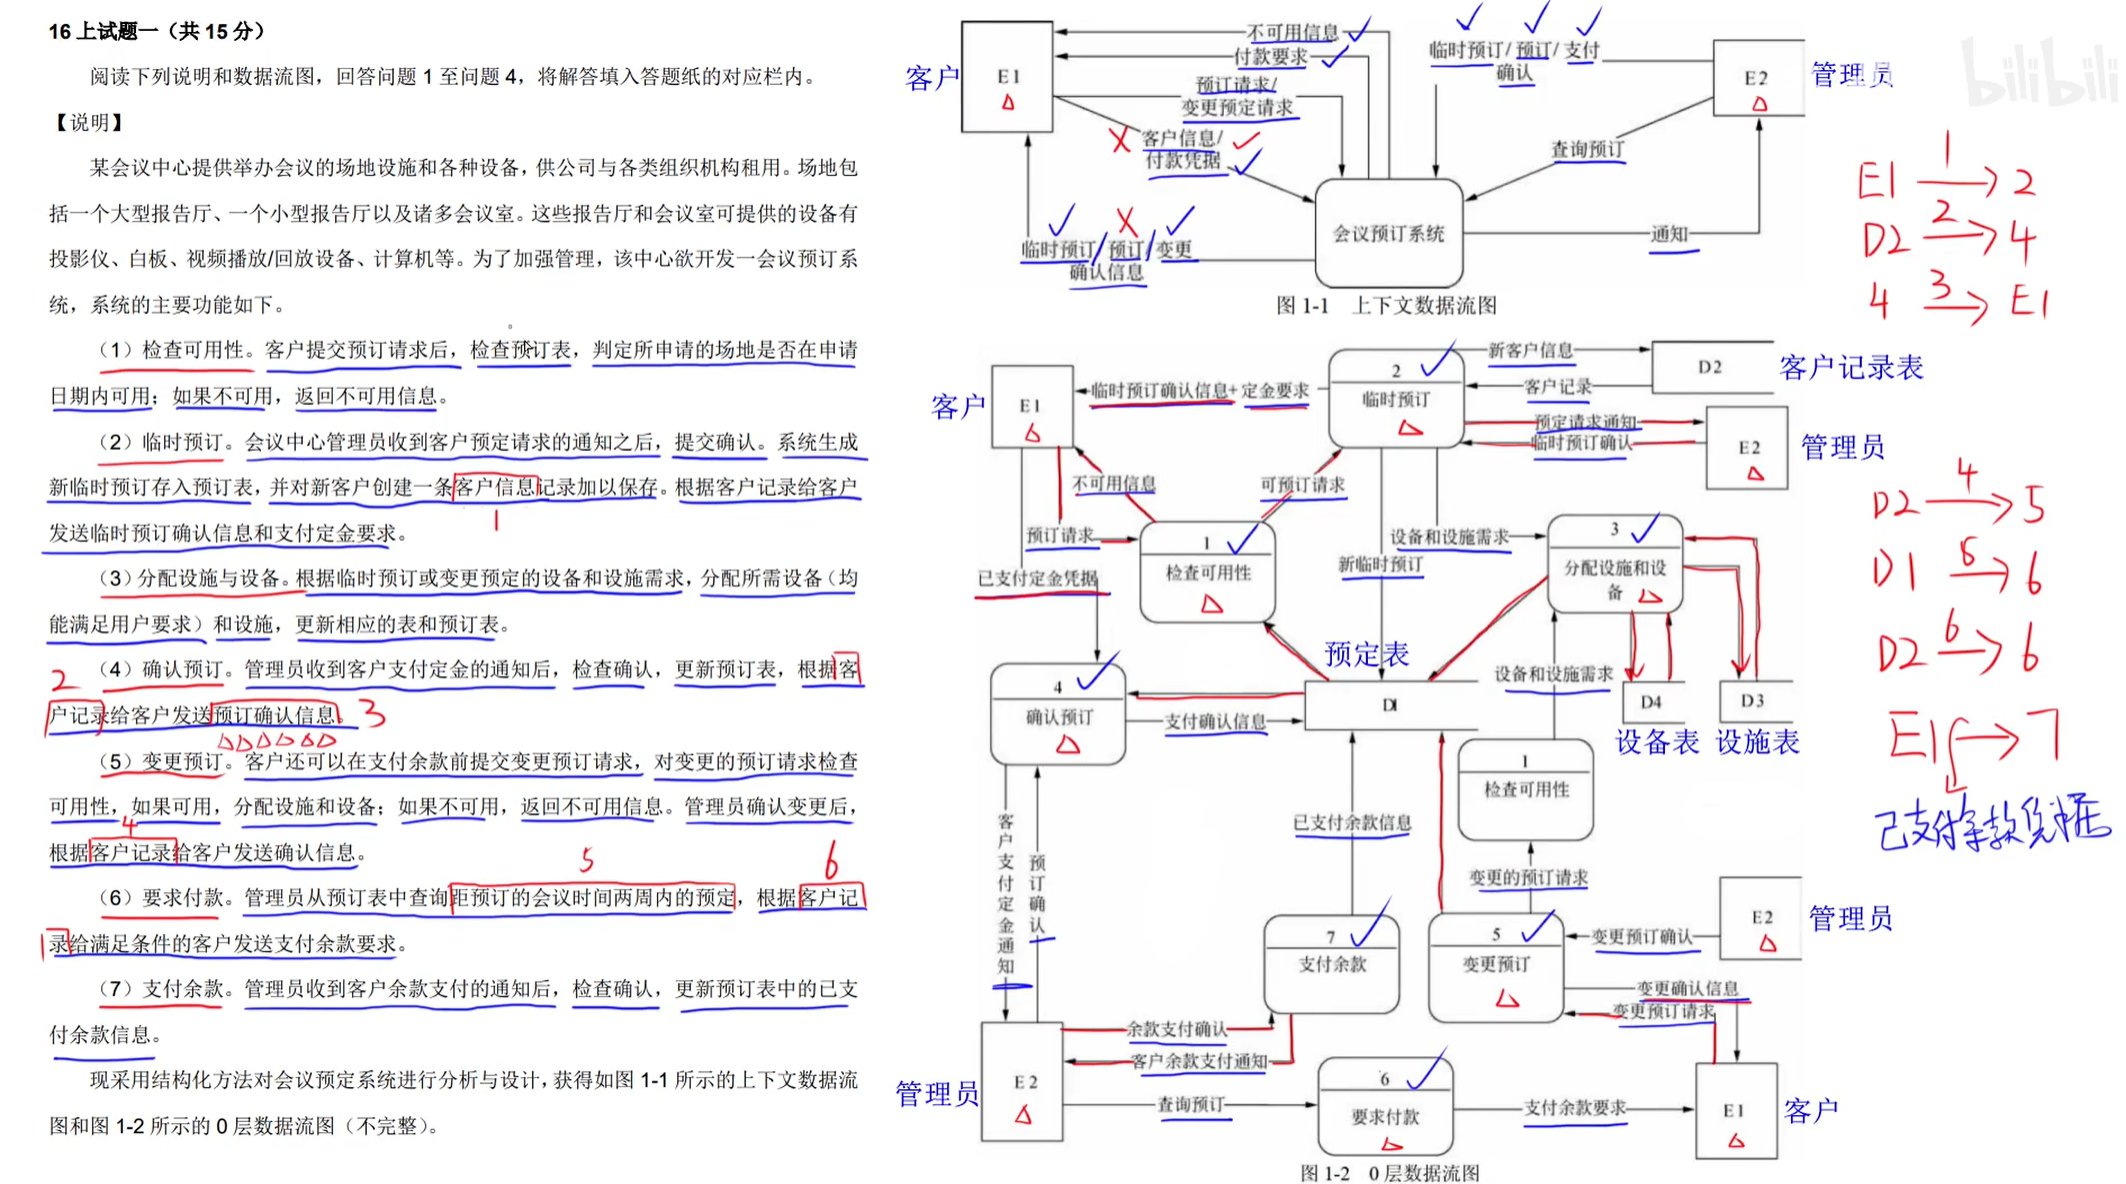 16 上试题一（共 15 分）
阅读下列说明和数据流图，回答问题 1 至问题 4，将解答填入答题纸的对应栏内。
【说明】
某会议中心提供举办会议的场地设施和各种设备，供公司与各类组织机构租用。场地包
括一个大型报告厅、一个小型报告厅以及诸多会议室。这些报告厅和会议室可提供的设备有
投影仪、白板、视频播放/回放设备、计算机等。为了加强管理，该中心欲开发一会议预订系
统，系统的主要功能如下。
（1）检查可用性。客户提交预订请求后，检查预订表，判定所申请的场地是否在申请
日期内可用；如果不可用，返回不可用信息。
（2）临时预订。会议中心管理员收到客户预定请求的通知之后，提交确认。系统生成
新临时预订存入预订表，并对新客户创建一条客户信息记录加以保存。根据客户记录给客户
1
发送临时预订确认信息和支付定金要求。
（3）分配设施与设备。根据临时预订或变更预定的设备和设施需求，分配所需设备（均
能满足用户要求）和设施，更新相应的表和预订表。
（4）确认预订。管理员收到客户支付定金的通知后，检查确认，更新预订表，根据客
2
户记录给客户发送预订确认信息。
3
（5）变更预订。客户还可以在支付余款前提交变更预订请求，对变更的预订请求检查
可用性，如果可用，分配设施和设备；如果不可用，返回不可用信息。管理员确认变更后，
4
根据客户记录给客户发送确认信息。
5
6
（6）要求付款。管理员从预订表中查询距预订的会议时间两周内的预定，根据客户记
录给满足条件的客户发送支付余款要求。
（7）支付余款。管理员收到客户余款支付的通知后，检查确认，更新预订表中的已支
付余款信息。
现采用结构化方法对会议预定系统进行分析与设计，获得如图 1-1 所示的上下文数据流
图和图 1-2 所示的 0 层数据流图（不完整）。
客户
E1
不可用信息
付款要求
预订请求/
变更预定请求
客户信息/
付款凭据
临时预订/预订/变更
确认信息
临时预订/预订/支付
确认
E2
管理员
查询预订
会议预订系统
通知
图 1-1 上下文数据流图
bilibili
E1 1 2
D2 2 4
4 3 E1
客户
E1
临时预订确认信息+定金要求
2
临时预订
新客户信息
客户记录
D2
客户记录表
预定请求通知
临时预订确认
E2
管理员
不可用信息
可预订请求
预订请求
1
检查可用性
已支付定金凭据
设备和设施需求
新临时预订
3
分配设施和设
备
预定表
D1
4
确认预订
支付确认信息
设备和设施需求
D4
D3
设备表
设施表
1
检查可用性
客户支付定金通知
预订确认
已支付余款信息
变更的预订请求
7
支付余款
5
变更预订
变更预订确认
E2
管理员
变更确认信息
变更预订请求
余款支付确认
客户余款支付通知
管理员
E2
查询预订
6
要求付款
支付余款要求
E1
客户
图 1-2 0 层数据流图
D2 4 5
D1 5 6
D2 6 6
E1 7
已支付余款凭据